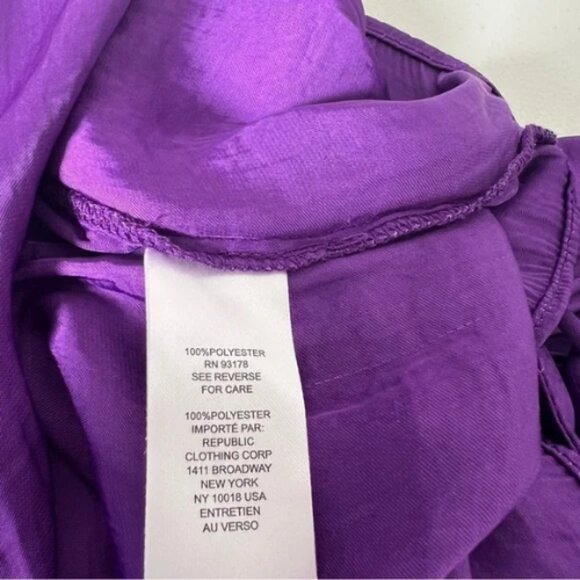 100%POLYESTER
RN 93178
SEE REVERSE
FOR CARE
100%POLYESTER
IMPORTÉ PAR:
REPUBLIC
CLOTHING CORP
1411 BROADWAY
NEW YORK
NY 10018 USA
ENTRETIEN
AU VERSO